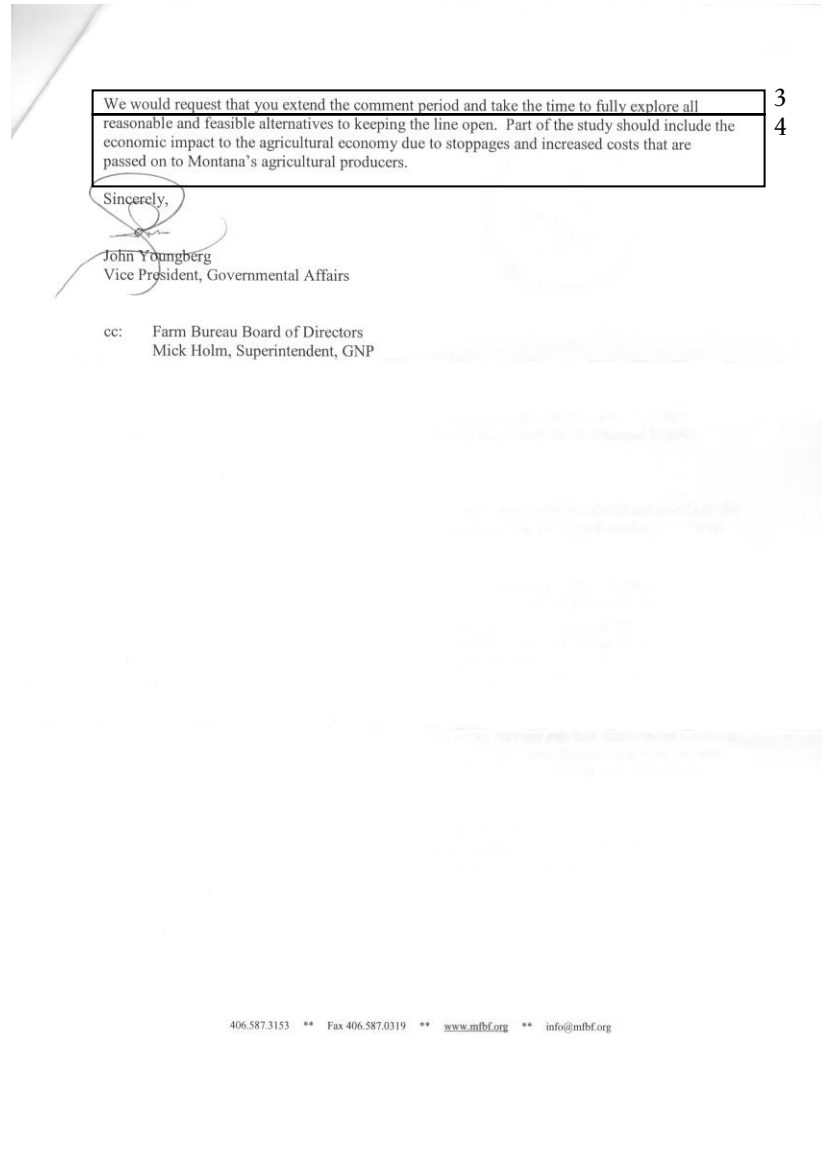 We would request that you extend the comment period and take the time to fully explore all 3
reasonable and feasible alternatives to keeping the line open. Part of the study should include the 4
economic impact to the agricultural economy due to stoppages and increased costs that are
passed on to Montana's agricultural producers.
Sincerely,
John Youngberg
Vice President, Governmental Affairs
cc: Farm Bureau Board of Directors
Mick Holm, Superintendent, GNP
406.587.3153 ** Fax 406.587.0319 ** www.mfbf.org ** info@mfbf.org